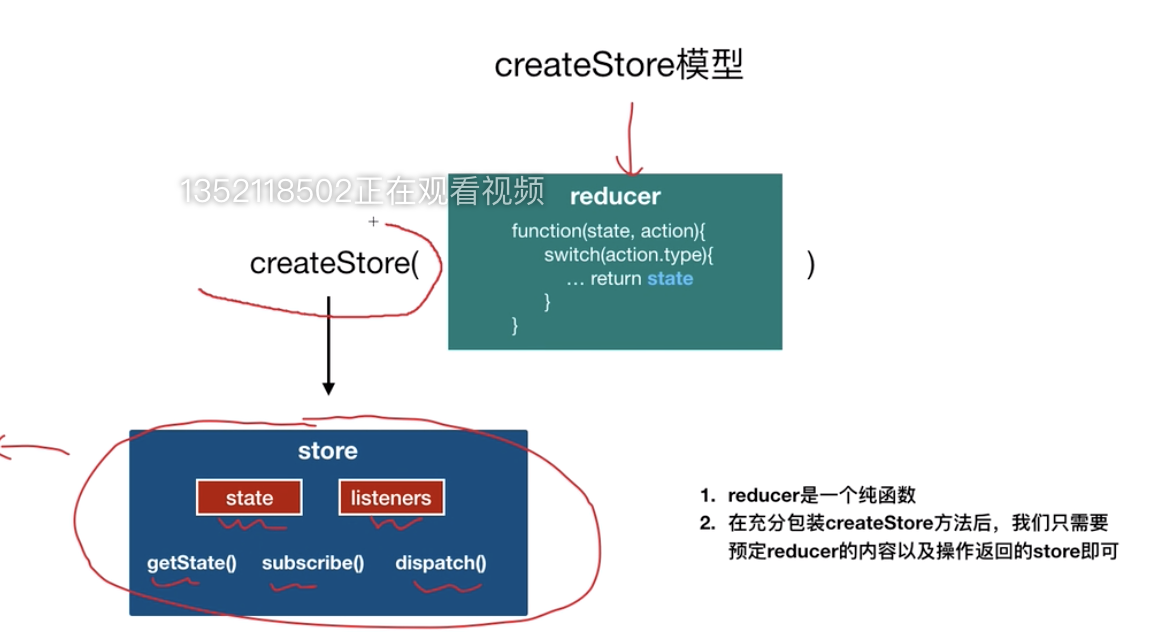 createStore模型
1352118502正在观看视频
reducer
function(state, action){
switch(action.type){
… return state
}
}
createStore(
)
store
state
listeners
getState()
subscribe()
dispatch()
1. reducer是一个纯函数
2. 在充分包装createStore方法后，我们只需要
预定reducer的内容以及操作返回的store即可